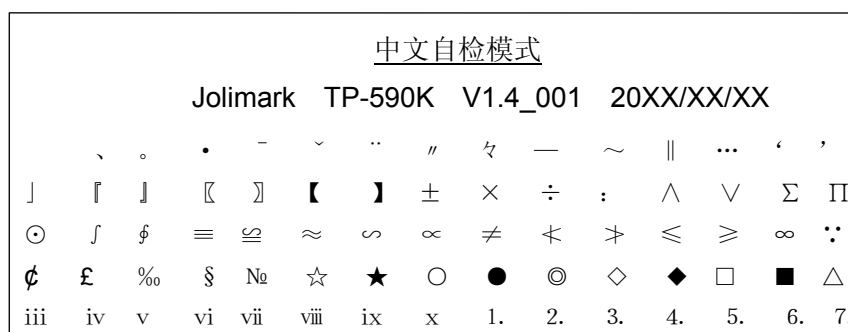 中文自检模式
Jolimark TP-590K V1.4_001 20XX/XX/XX
、 。 • ˉ ˇ ¨ 〃 々 — ～ ‖ … ‘ ’
」 『 』 〖 〗 【 】 ± × ÷ ∶ ∧ ∨ Σ Π
⊙ ∫ ∮ ≡ ≌ ≈ ∽ ∝ ≠ ≮ ≯ ≤ ≥ ∞ ∵
¢ £ ‰ § № ☆ ★ ○ ● ◎ ◇ ◆ □ ■ △
ⅲ ⅳ ⅴ ⅵ ⅶ ⅷ ⅸ ⅹ 1. 2. 3. 4. 5. 6. 7.